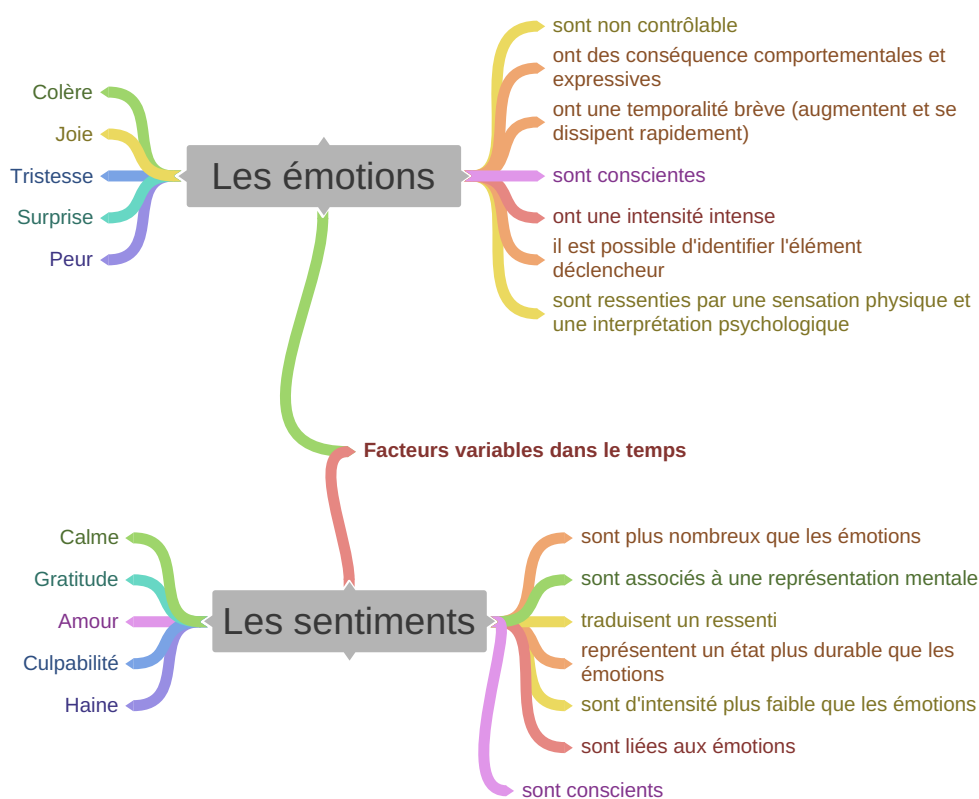 Les émotions
Colère
Joie
Tristesse
Surprise
Peur
sont non contrôlable
ont des conséquence comportementales et
expressives
ont une temporalité brève (augmentent et se
dissipent rapidement)
sont conscientes
ont une intensité intense
il est possible d'identifier l'élément
déclencheur
sont ressenties par une sensation physique et
une interprétation psychologique
Facteurs variables dans le temps
Les sentiments
Calme
Gratitude
Amour
Culpabilité
Haine
sont plus nombreux que les émotions
sont associés à une représentation mentale
traduisent un ressenti
représentent un état plus durable que les
émotions
sont d'intensité plus faible que les émotions
sont liées aux émotions
sont conscients